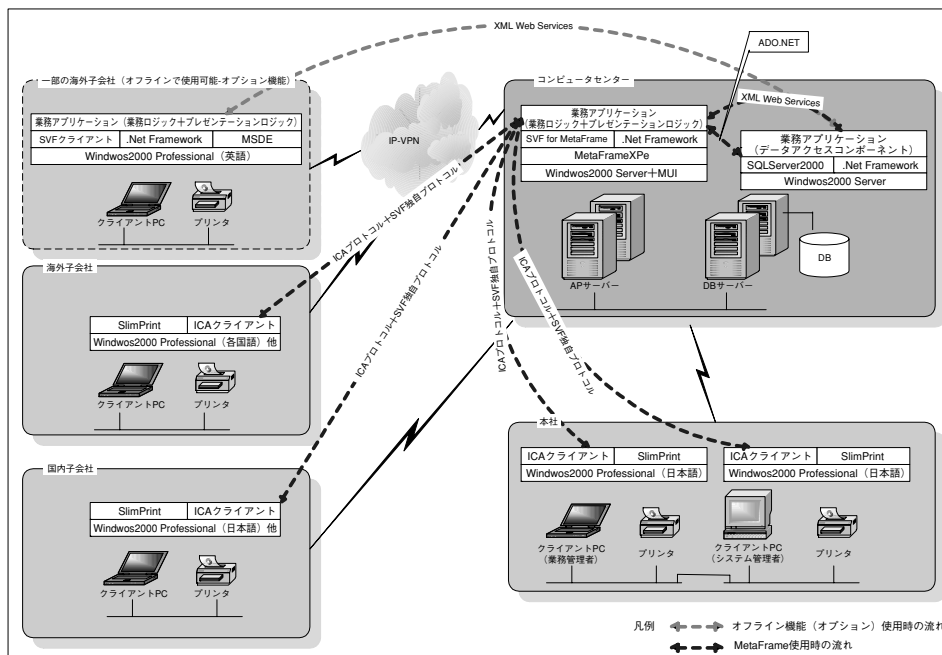 XML Web Services
ADO.NET
一部の海外子会社（オフラインで使用可能-オプション機能）
業務アプリケーション（業務ロジック＋プレゼンテーションロジック）
SVFクライアント
.Net Framework
MSDE
Windwos2000 Professional（英語）
クライアントPC
プリンタ
IP-VPN
コンピュータセンター
業務アプリケーション
（業務ロジック＋プレゼンテーションロジック）
SVF for MetaFrame
.Net Framework
MetaFrameXPe
Windwos2000 Server＋MUI
XML Web Services
業務アプリケーション
（データアクセスコンポーネント）
SQLServer2000
.Net Framework
Windwos2000 Server
APサーバー
DBサーバー
DB
ICAプロトコル＋SVF独自プロトコル
ICAプロトコル＋SVF独自プロトコル
ICAプロトコル＋SVF独自プロトコル
ICAプロトコル＋SVF独自プロトコル
海外子会社
SlimPrint
ICAクライアント
Windwos2000 Professional（各国語）他
クライアントPC
プリンタ
国内子会社
SlimPrint
ICAクライアント
Windwos2000 Professional（日本語）他
クライアントPC
プリンタ
本社
ICAクライアント
SlimPrint
Windwos2000 Professional（日本語）
ICAクライアント
SlimPrint
Windwos2000 Professional（日本語）
クライアントPC
（業務管理者）
プリンタ
クライアントPC
（システム管理者）
プリンタ
凡例
オフライン機能（オプション）使用時の流れ
MetaFrame使用時の流れ